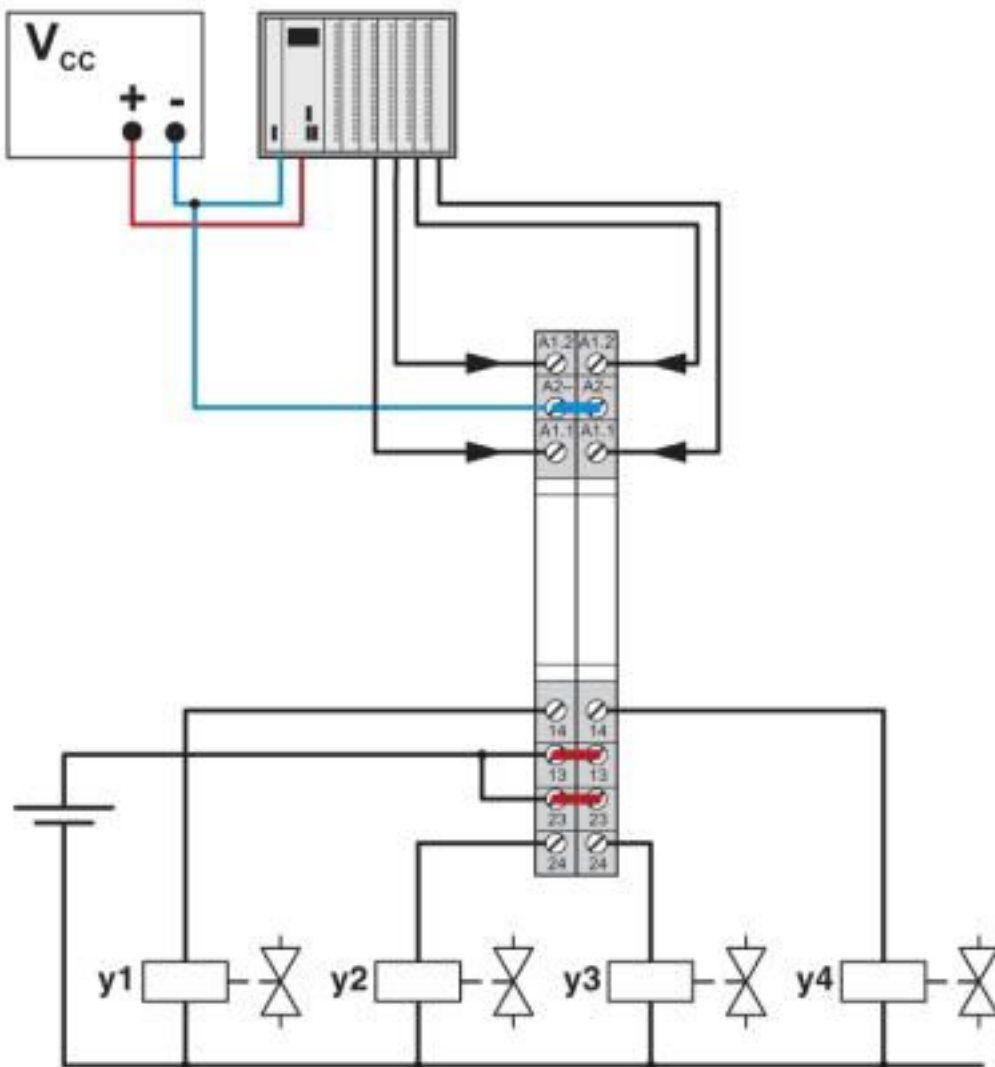 Vcc
+ -
I
I
II
A1.2 A1.2
A2– A2–
A1.1 A1.1
14 14
13 13
23 23
24 24
y1 y2 y3 y4